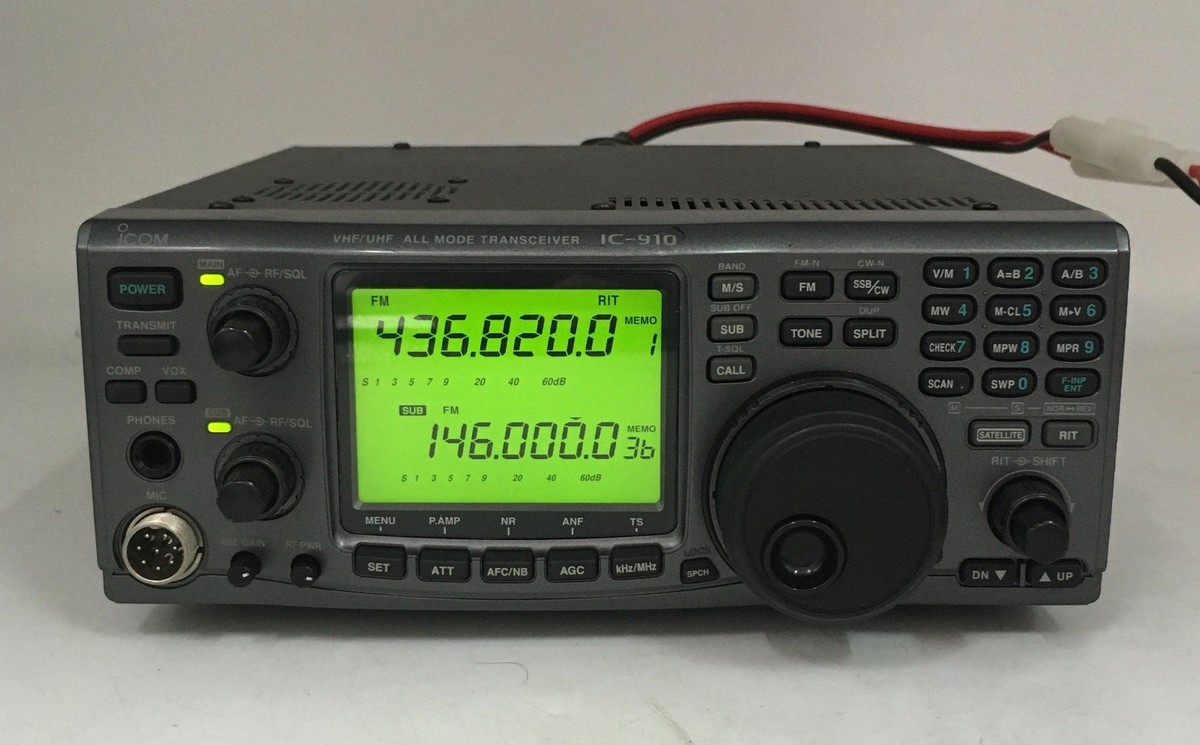 ICOM
VHF/UHF ALL MODE TRANSCEIVER IC-910
POWER
TRANSMIT
COMP VOX
PHONES
MIC
MAIN
AF RF/SQL
SUB
AF RF/SQL
MIC GAIN RF PWR
FM RIT
436.820.0 MEMO 1
S 1 3 5 7 9 20 40 60dB
SUB FM
146.000.0 MEMO 36
S 1 3 5 7 9 20 40 60dB
MENU P.AMP NR ANF TS
SET ATT AFC/NB AGC kHz/MHz
LOCK
SPCH
BAND
M/S
SUB OFF
SUB
T-SQL
CALL
FM-N CW-N
FM SSB/CW
DUP
TONE SPLIT
V/M 1 A=B 2 A/B 3
MW 4 M-CL 5 M▸V 6
CHECK 7 MPW 8 MPR 9
SCAN . SWP 0 F-INP ENT
M S NOR↔REV
SATELLITE RIT
RIT SHIFT
DN ▼ ▲ UP